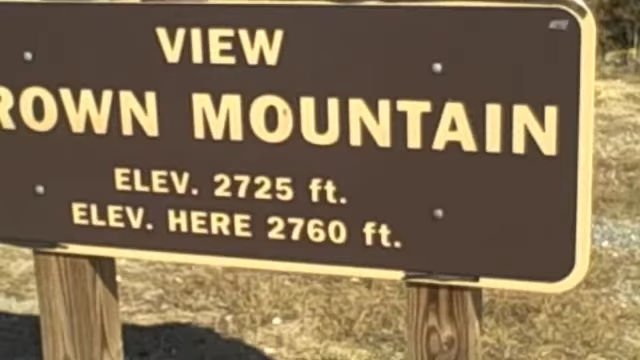 VIEW
ROWN MOUNTAIN
ELEV. 2725 ft.
ELEV. HERE 2760 ft.